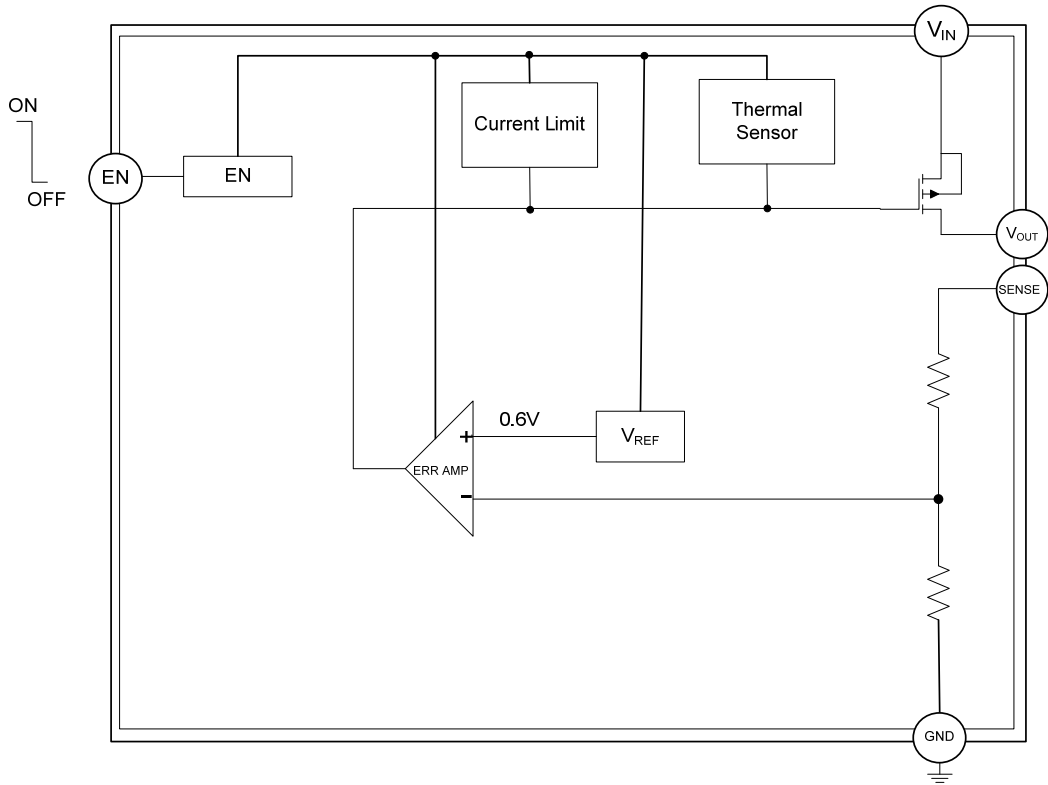 VIN
ON
OFF
EN
EN
Current Limit
Thermal
Sensor
VOUT
SENSE
0.6V
+
VREF
ERR AMP
-
GND